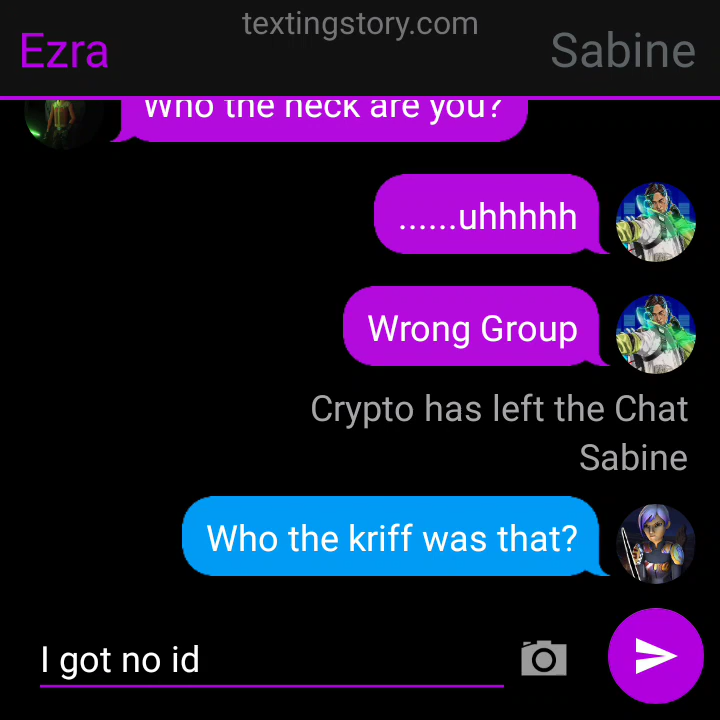 textingstory.com
Ezra
Sabine
Who the heck are you?
......uhhhhh
Wrong Group
Crypto has left the Chat
Sabine
Who the kriff was that?
I got no id